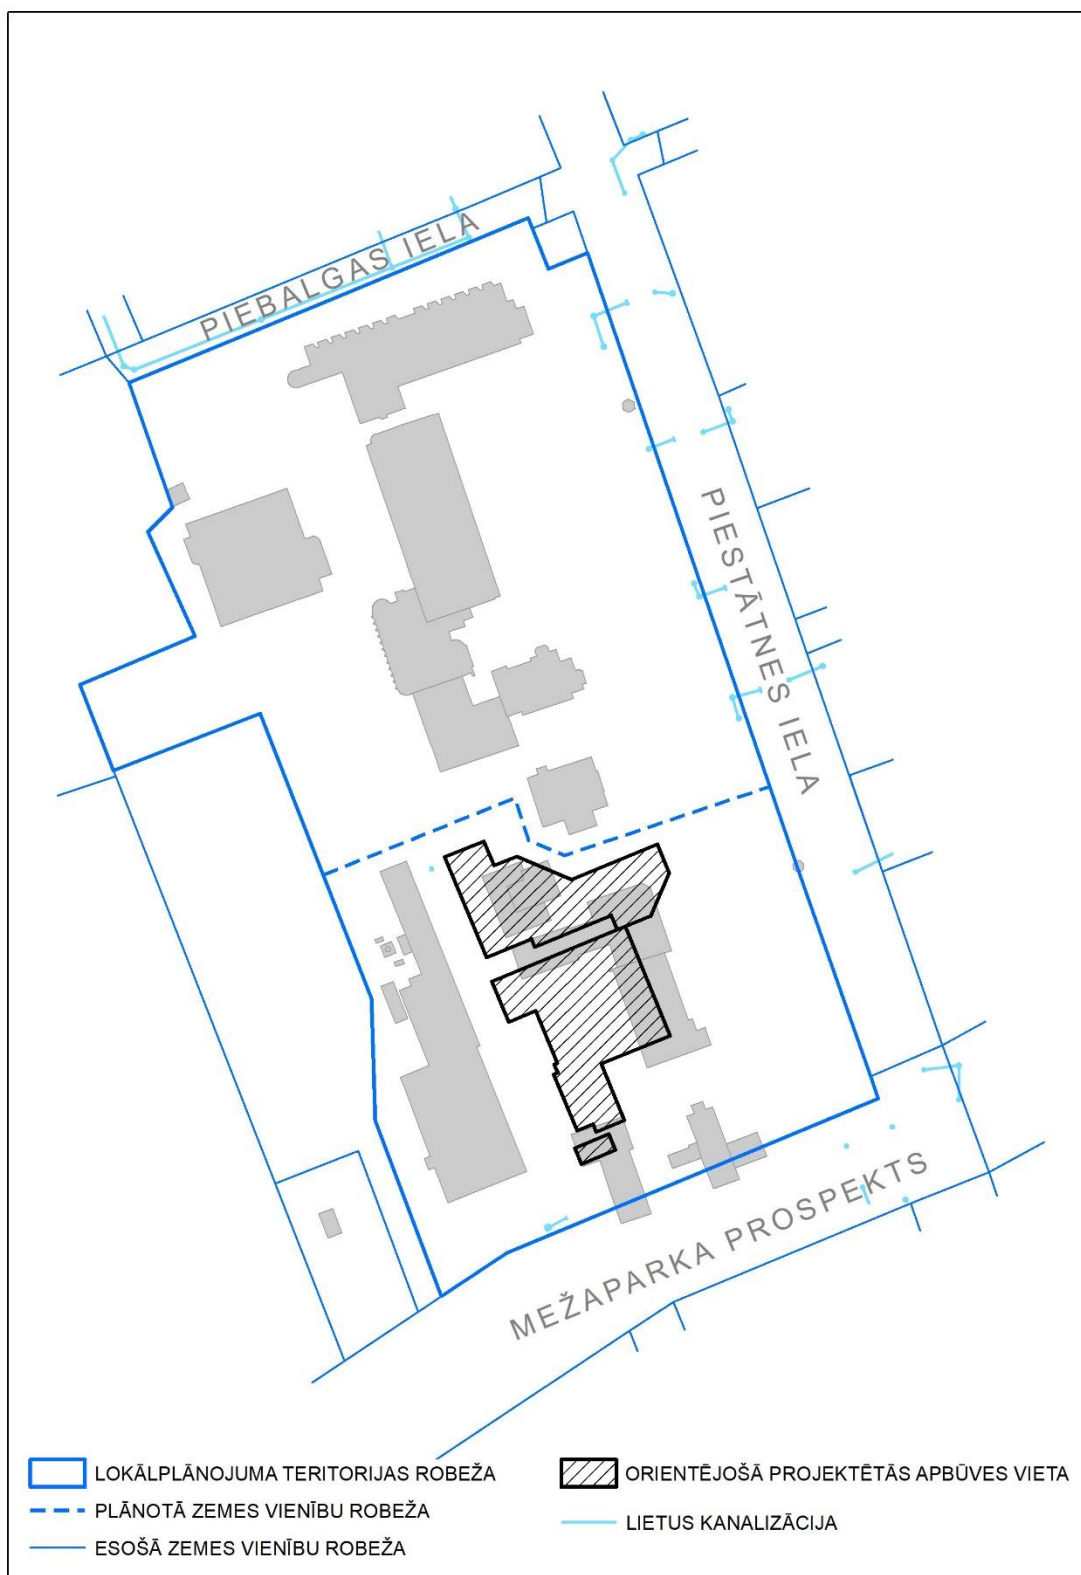 PIEBALGAS IELA
PIESTĀTNES IELA
MEŽAPARKA PROSPEKTS
LOKĀLPLĀNOJUMA TERITORIJAS ROBEŽA
PLĀNOTĀ ZEMES VIENĪBU ROBEŽA
ESOŠĀ ZEMES VIENĪBU ROBEŽA
ORIENTĒJOŠĀ PROJEKTĒTĀS APBŪVES VIETA
LIETUS KANALIZĀCIJA